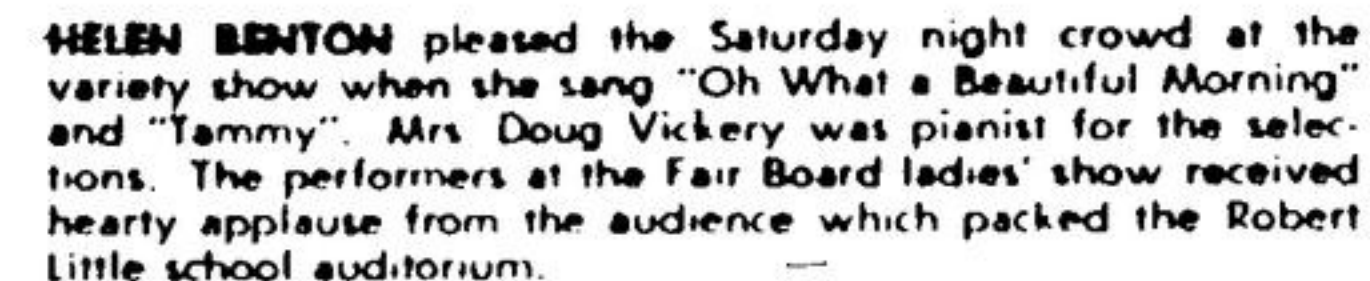 HELEN BENTON pleased the Saturday night crowd at the
variety show when she sang "Oh What a Beautiful Morning"
and "Tammy". Mrs Doug Vickery was pianist for the selec-
tions. The performers at the Fair Board ladies' show received
hearty applause from the audience which packed the Robert
Little school auditorium.